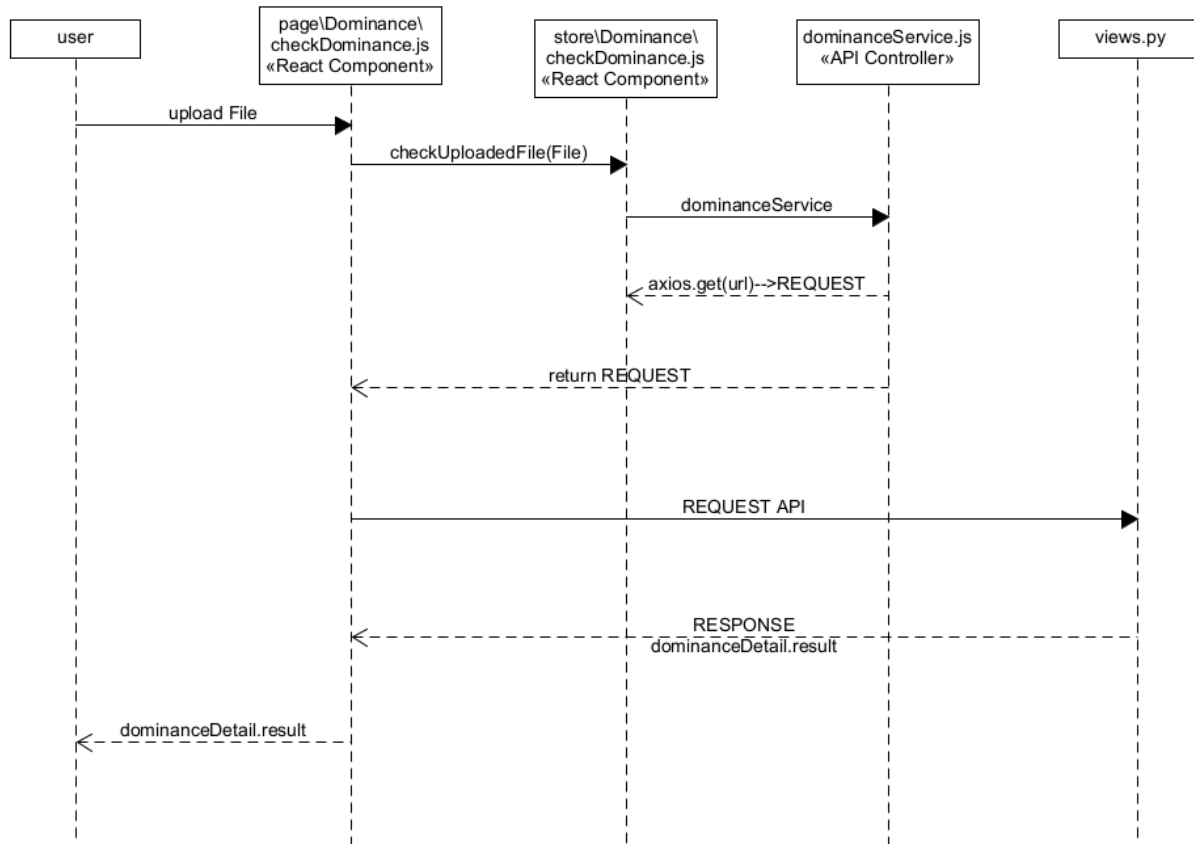 user
page\Dominance\
checkDominance.js
«React Component»
store\Dominance\
checkDominance.js
«React Component»
dominanceService.js
«API Controller»
views.py
upload File
checkUploadedFile(File)
dominanceService
axios.get(url)-->REQUEST
return REQUEST
REQUEST API
RESPONSE
dominanceDetail.result
dominanceDetail.result